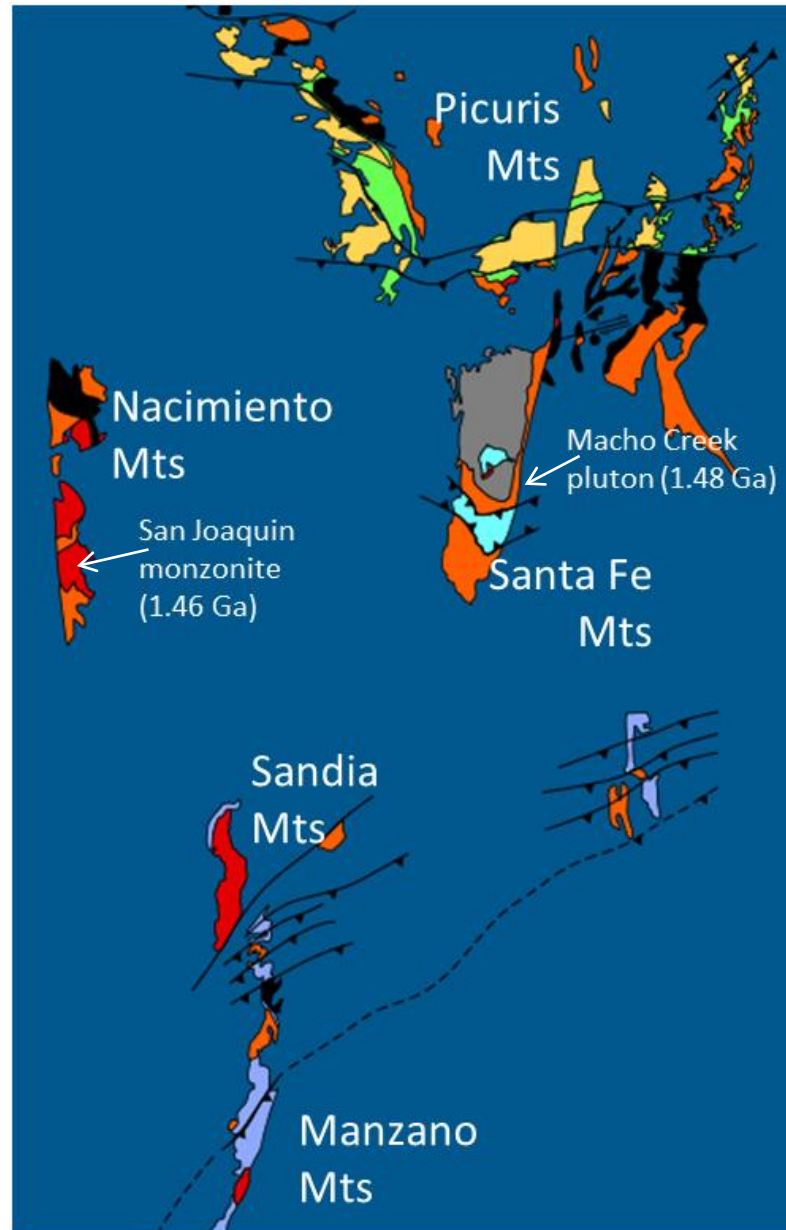 Picuris
Mts
Nacimiento
Mts
Macho Creek
pluton (1.48 Ga)
San Joaquin
monzonite
(1.46 Ga)
Santa Fe
Mts
Sandia
Mts
Manzano
Mts